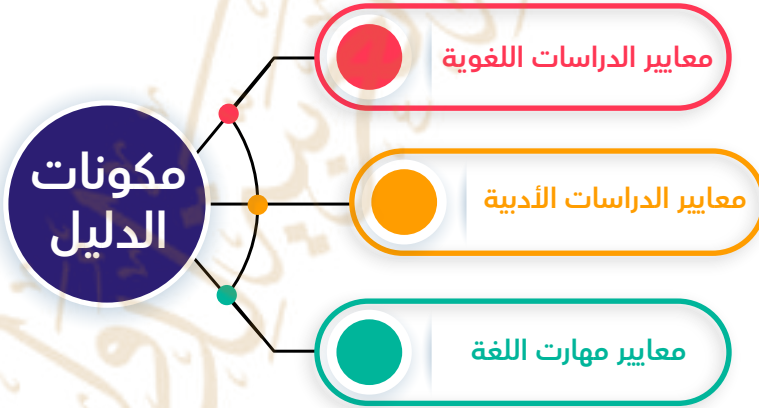 مكونات
الدليل
معايير الدراسات اللغوية
معايير الدراسات الأدبية
معايير مهارت اللغة